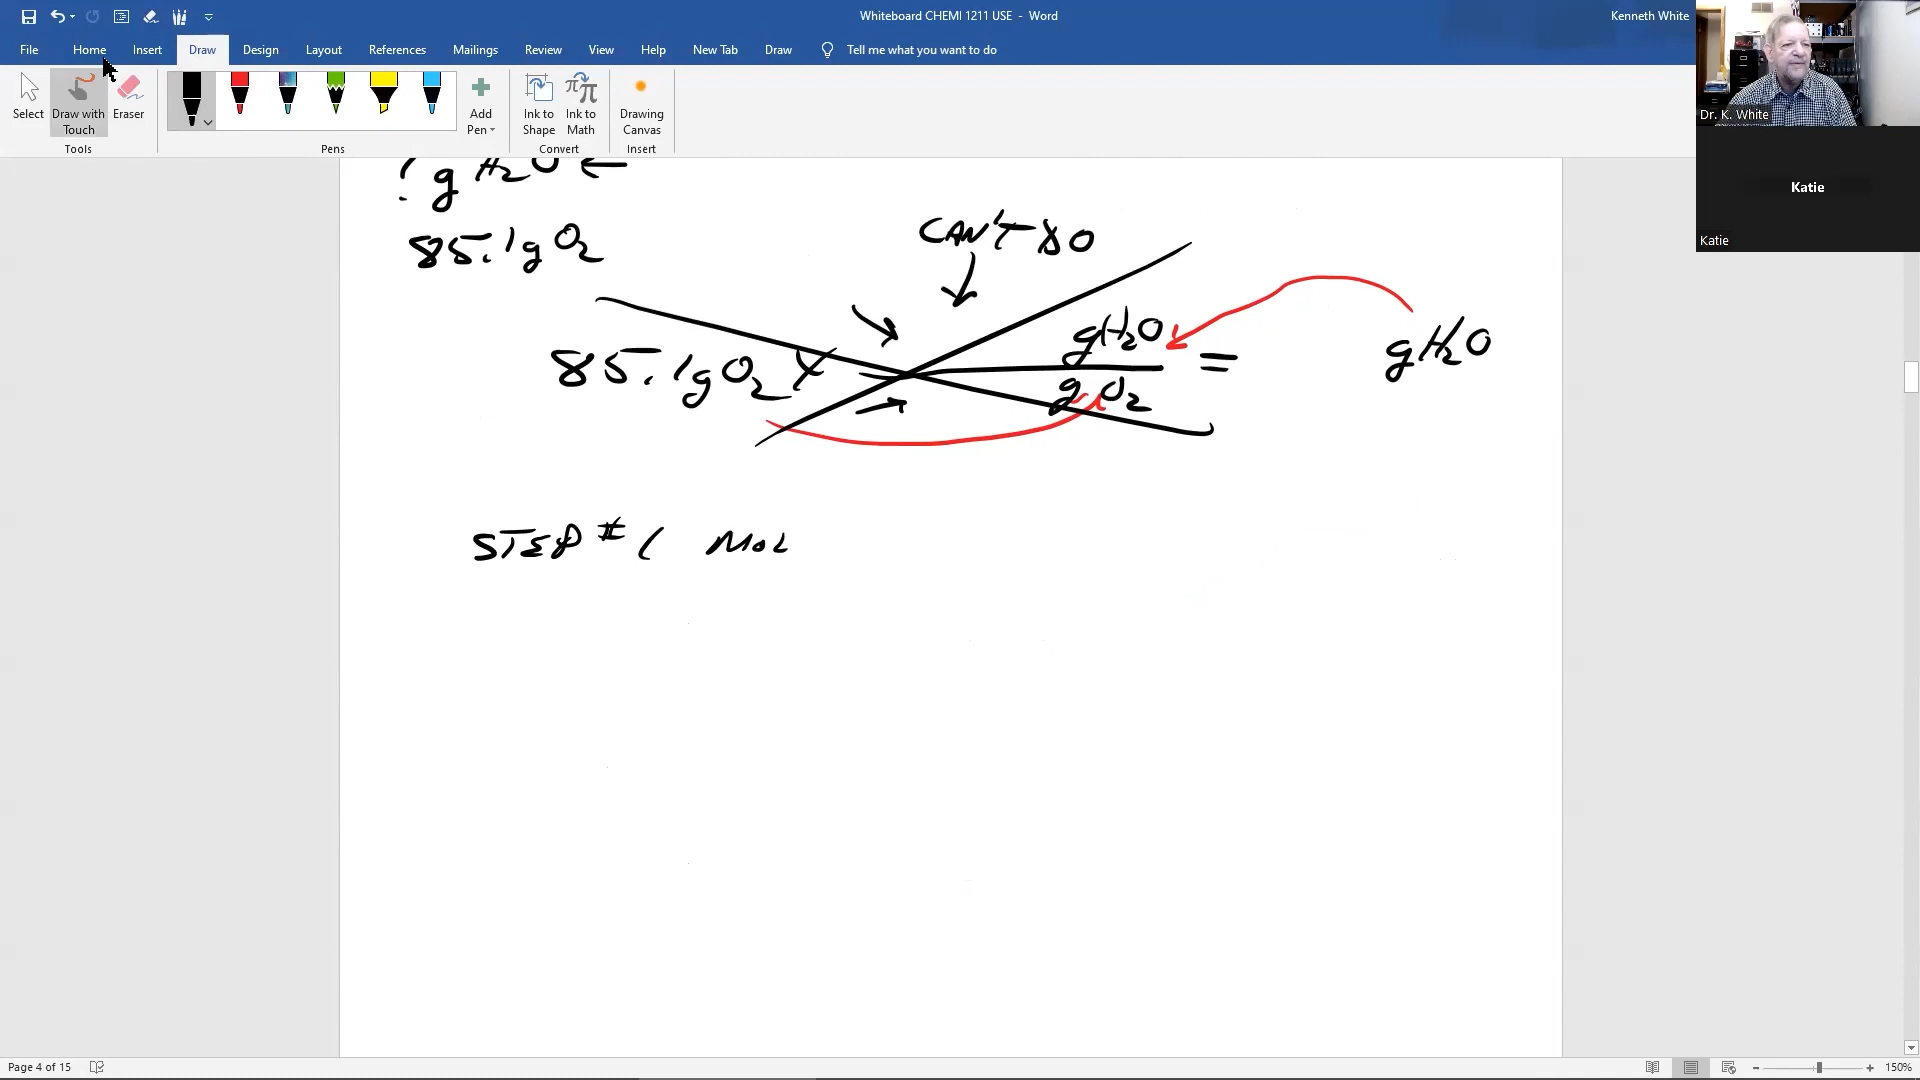 Whiteboard CHEMI 1211 USE - Word
Kenneth White
File Home Insert Draw Design Layout References Mailings Review View Help New Tab Draw Tell me what you want to do
Select Draw with Touch Eraser
Add Pen
Ink to Shape
Ink to Math
Drawing Canvas
Tools Pens Convert Insert
Dr. K. White
Katie
Katie
? g H2O ←
85.1 g O2
CAN'T DO
85.1 g O2 X g H2O / g O2 = g H2O
STEP # 1 MOL
Page 4 of 15
150%